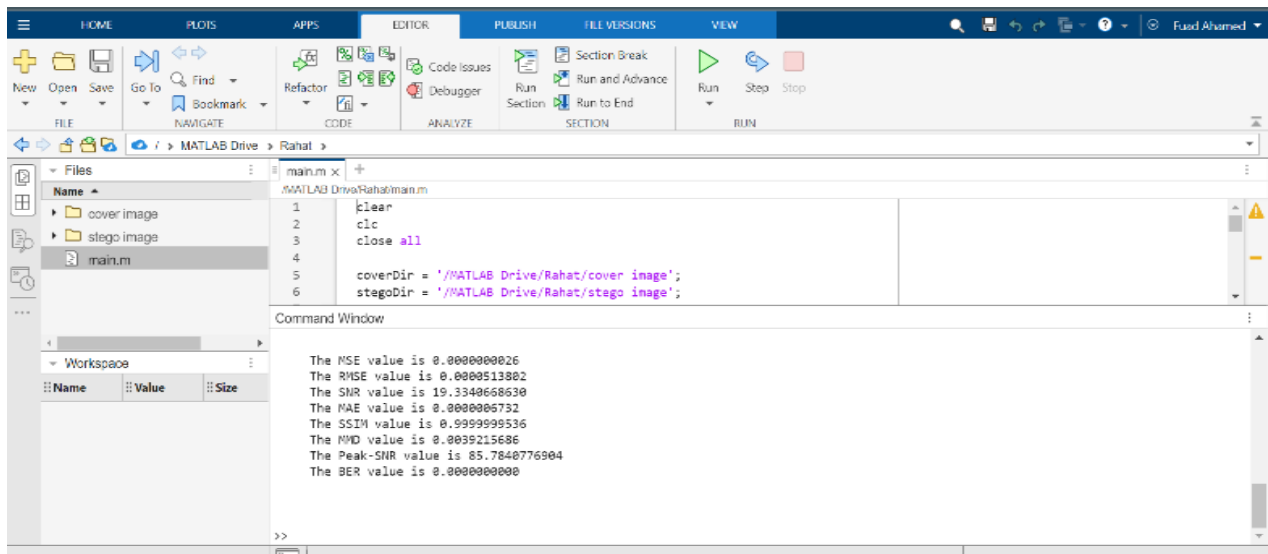 HOME PLOTS APPS EDITOR PUBLISH FILE VERSIONS VIEW Fuad Ahamed
New Open Save Go To Find Bookmark Refactor Code Issues Debugger Run Section Section Break Run and Advance Run to End Run Step Stop
FILE NAVIGATE CODE ANALYZE SECTION RUN
/ > MATLAB Drive > Rahat >
Files
Name
cover image
stego image
main.m
Workspace
Name Value Size
main.m × +
/MATLAB Drive/Rahat/main.m
1 clear
2 clc
3 close all
4
5 coverDir = '/MATLAB Drive/Rahat/cover image';
6 stegoDir = '/MATLAB Drive/Rahat/stego image';
Command Window
The MSE value is 0.0000000026
The RMSE value is 0.0000513802
The SNR value is 19.3340668630
The MAE value is 0.0000006732
The SSIM value is 0.9999999536
The MMD value is 0.0039215686
The Peak-SNR value is 85.7840776904
The BER value is 0.0000000000
>>